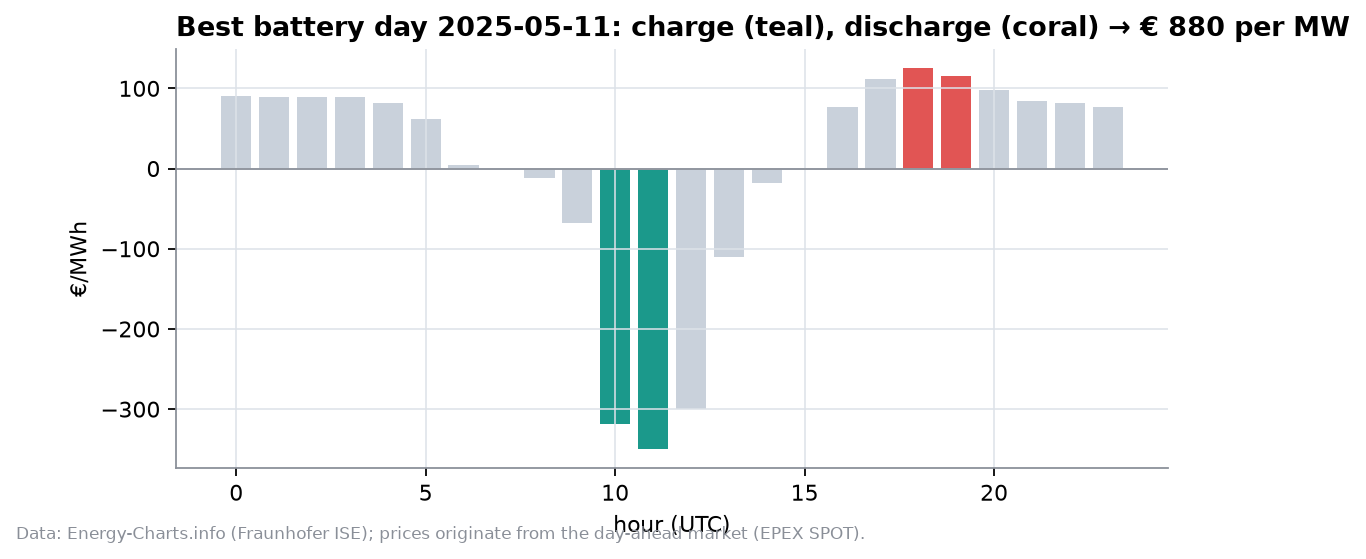 Best battery day 2025-05-11: charge (teal), discharge (coral) → € 880 per MW
100
0
−100
−200
−300
€/MWh
0 5 10 15 20
hour (UTC)
Data: Energy-Charts.info (Fraunhofer ISE); prices originate from the day-ahead market (EPEX SPOT).